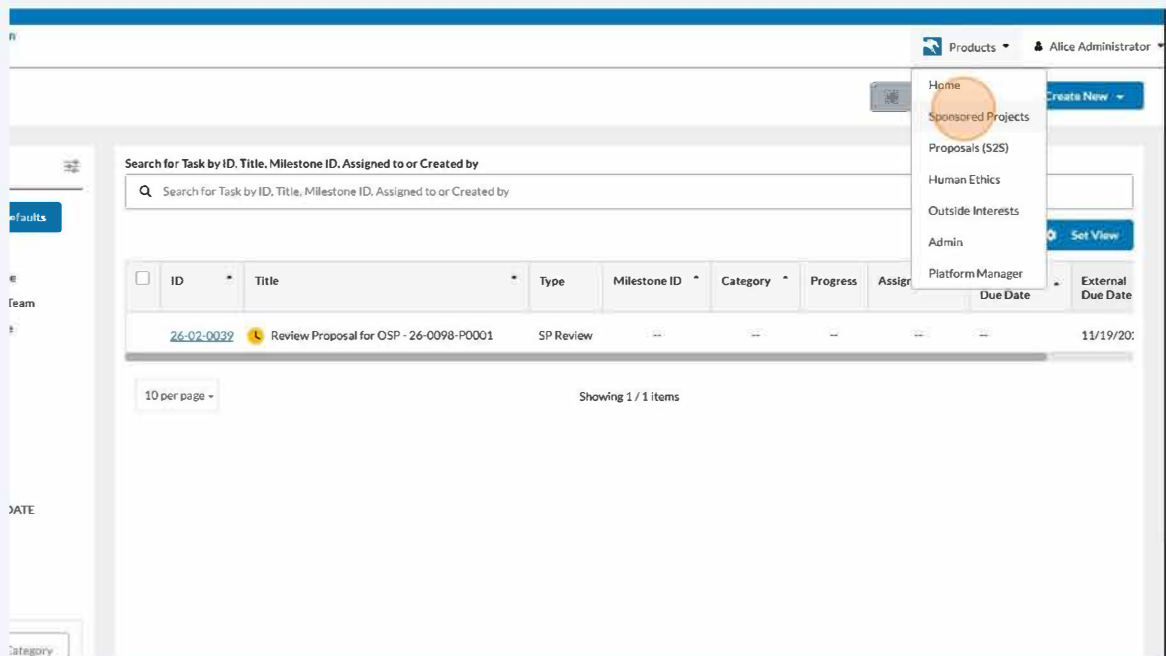 Products
Alice Administrator
Home
Sponsored Projects
Proposals (S2S)
Human Ethics
Outside Interests
Admin
Platform Manager
Create New
Search for Task by ID, Title, Milestone ID, Assigned to or Created by
Search for Task by ID, Title, Milestone ID, Assigned to or Created by
efaults
Set View
Team
ID
Title
Type
Milestone ID
Category
Progress
Assigr
Due Date
External
Due Date
26-02-0039
Review Proposal for OSP - 26-0098-P0001
SP Review
--
--
--
--
--
11/19/20
10 per page
Showing 1 / 1 items
DATE
Category